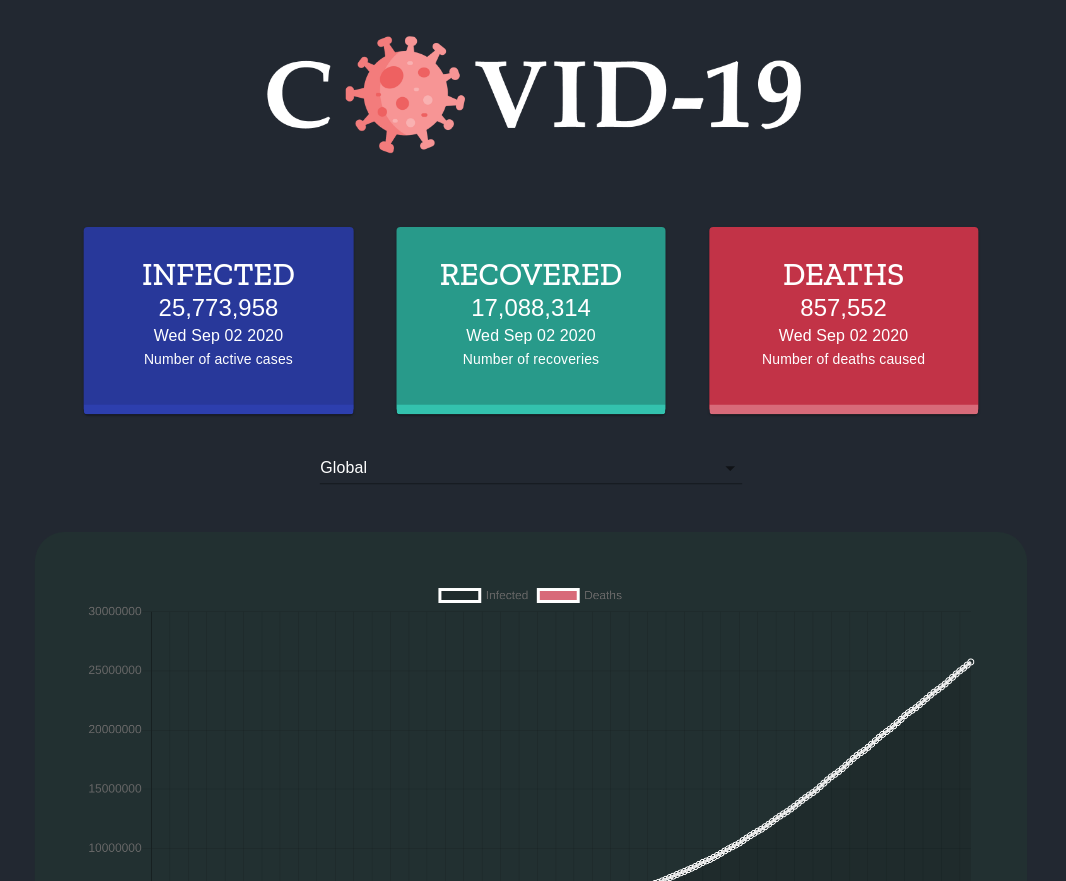 C VID-19
INFECTED
25,773,958
Wed Sep 02 2020
Number of active cases
RECOVERED
17,088,314
Wed Sep 02 2020
Number of recoveries
DEATHS
857,552
Wed Sep 02 2020
Number of deaths caused
Global
Infected Deaths
30000000
25000000
20000000
15000000
10000000